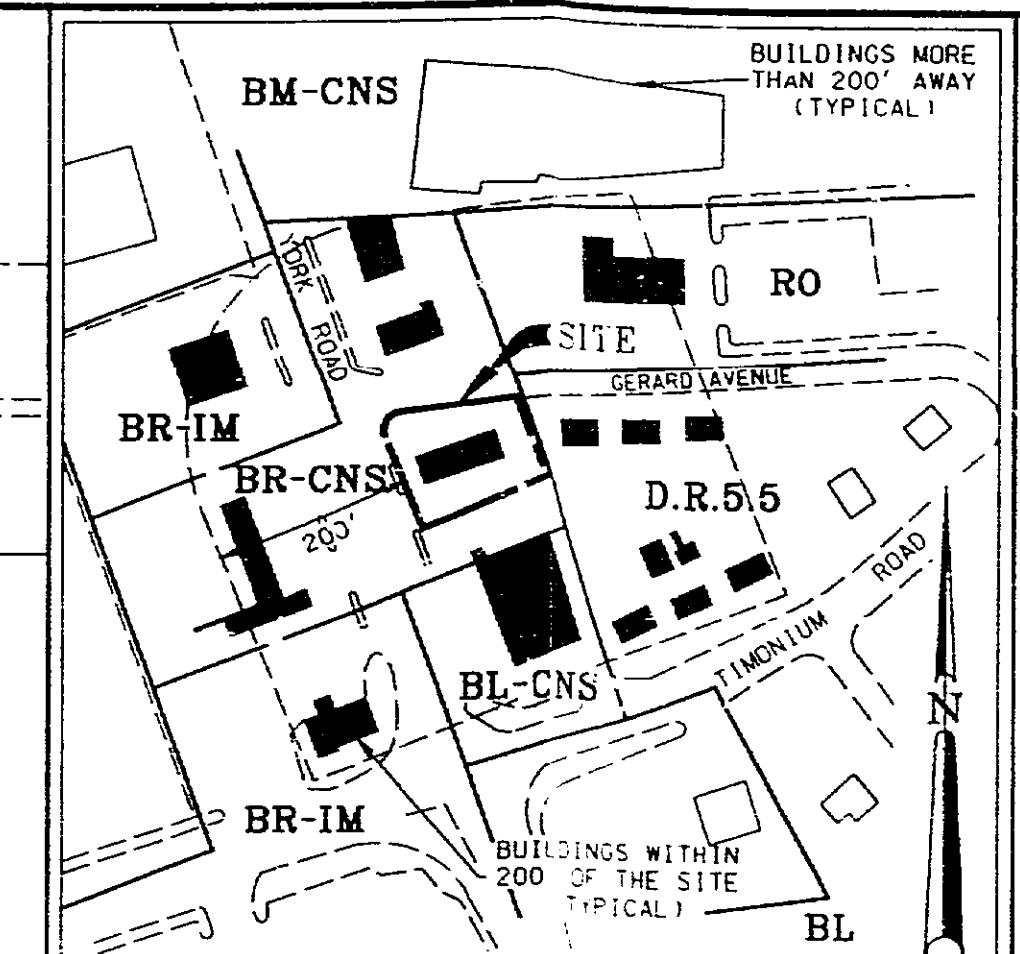 BUILDINGS MORE
THAN 200' AWAY
(TYPICAL)
BM-CNS
YORK ROAD
RO
SITE
GERARD AVENUE
BR-IM
BR-CNS
D.R.5.5
200'
ROAD
TIMONIUM
BL-CNS
N
BR-IM
BUILDINGS WITHIN
200 OF THE SITE
TYPICAL)
BL